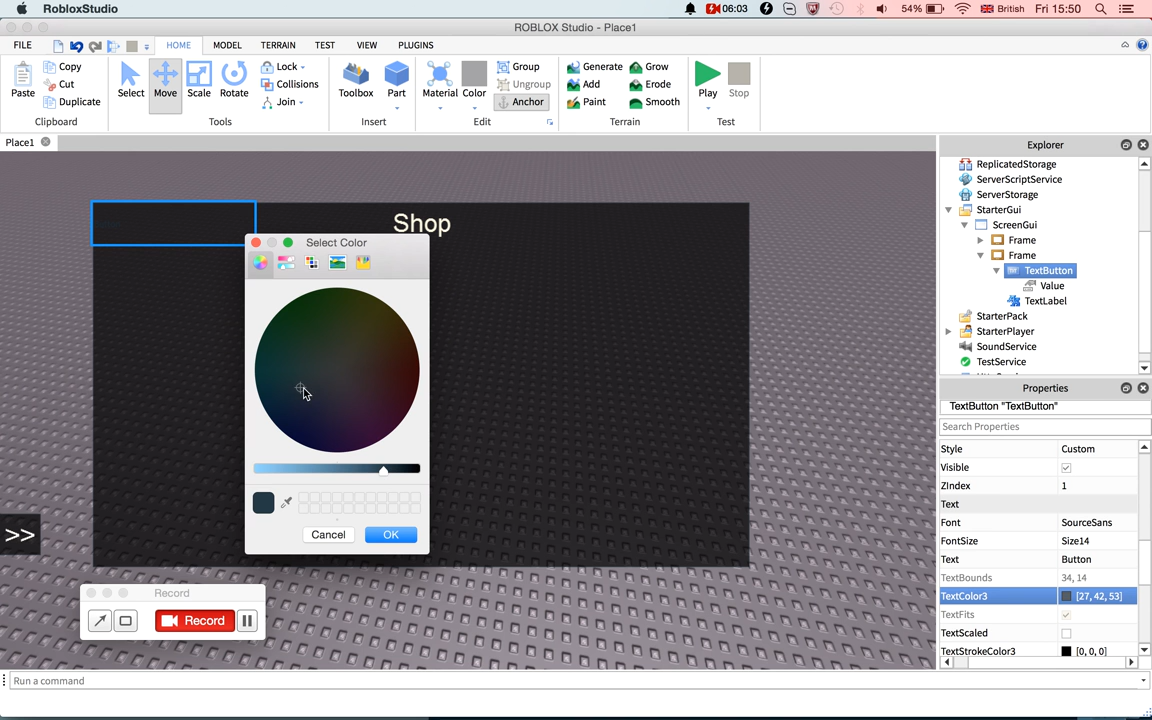 RobloxStudio
06:03
54%
British
Fri 15:50
ROBLOX Studio - Place1
FILE
HOME
MODEL
TERRAIN
TEST
VIEW
PLUGINS
Paste
Copy
Cut
Duplicate
Clipboard
Select
Move
Scale
Rotate
Lock
Collisions
Join
Tools
Toolbox
Part
Insert
Material
Color
Group
Ungroup
Anchor
Edit
Generate
Add
Paint
Grow
Erode
Smooth
Terrain
Play
Stop
Test
Place1
Shop
Select Color
Cancel
OK
>>
Record
Record
Explorer
ReplicatedStorage
ServerScriptService
ServerStorage
StarterGui
ScreenGui
Frame
Frame
TextButton
Value
TextLabel
StarterPack
StarterPlayer
SoundService
TestService
Properties
TextButton "TextButton"
Search Properties
Style Custom
Visible
ZIndex 1
Text
Font SourceSans
FontSize Size14
Text Button
TextBounds 34, 14
TextColor3 [27, 42, 53]
TextFits
TextScaled
TextStrokeColor3 [0, 0, 0]
Run a command